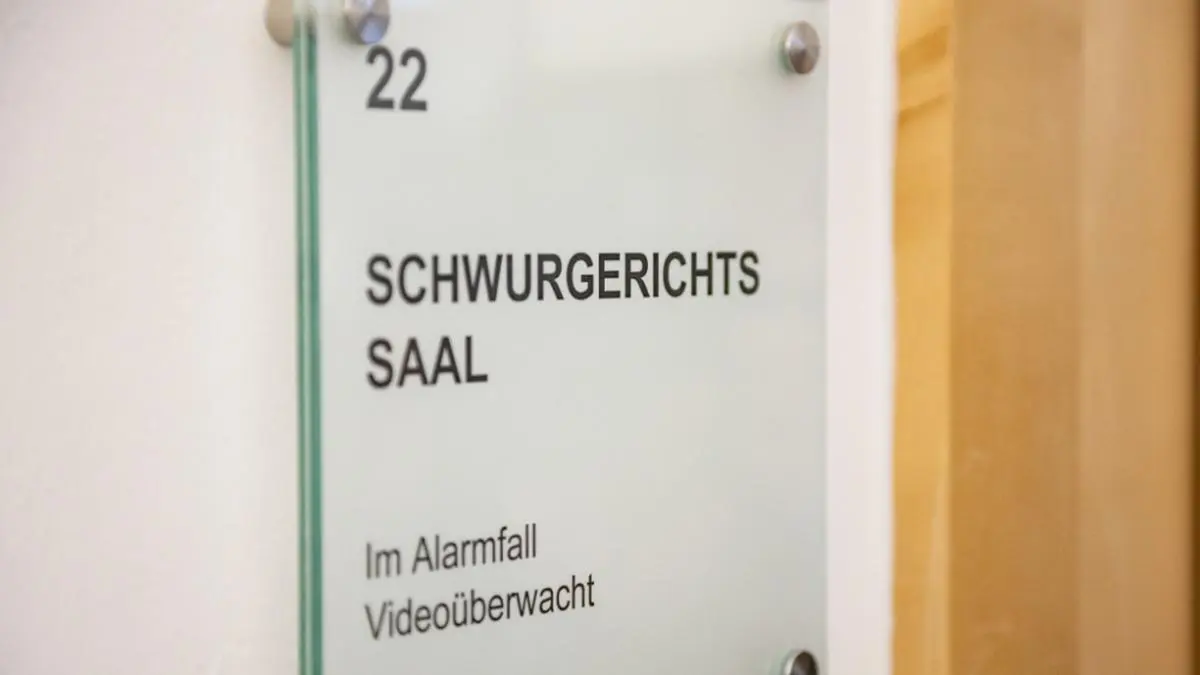 22
SCHWURGERICHTS
SAAL
Im Alarmfall
Videoüberwacht